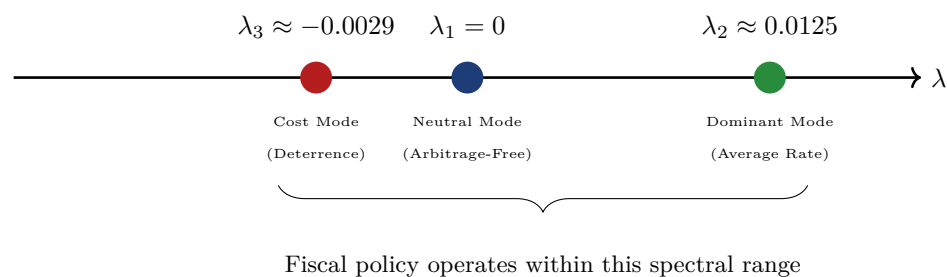 λ₃ ≈ −0.0029 λ₁ = 0 λ₂ ≈ 0.0125
λ
Cost Mode Neutral Mode Dominant Mode
(Deterrence) (Arbitrage-Free) (Average Rate)
Fiscal policy operates within this spectral range